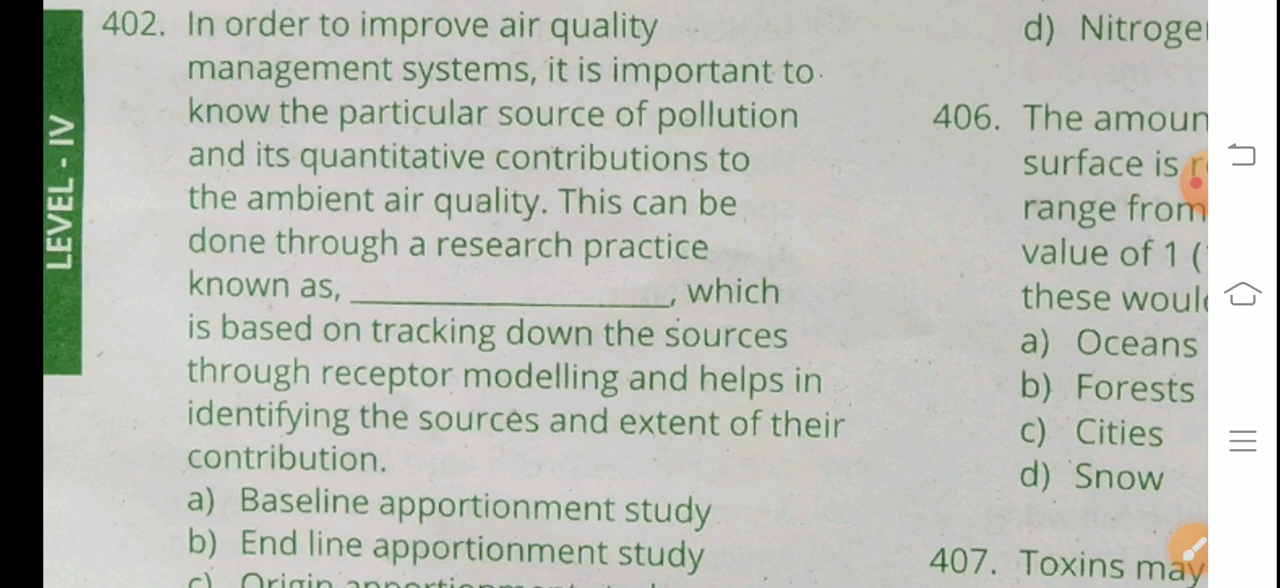 LEVEL - IV
402. In order to improve air quality
management systems, it is important to
know the particular source of pollution
and its quantitative contributions to
the ambient air quality. This can be
done through a research practice
known as, ____________________, which
is based on tracking down the sources
through receptor modelling and helps in
identifying the sources and extent of their
contribution.
a) Baseline apportionment study
b) End line apportionment study
c) Origin
d)
406. The
surface is
range from
value of 1 (
these
a) Oceans
b) Forests
c) Cities
d) Snow
407. Toxins may